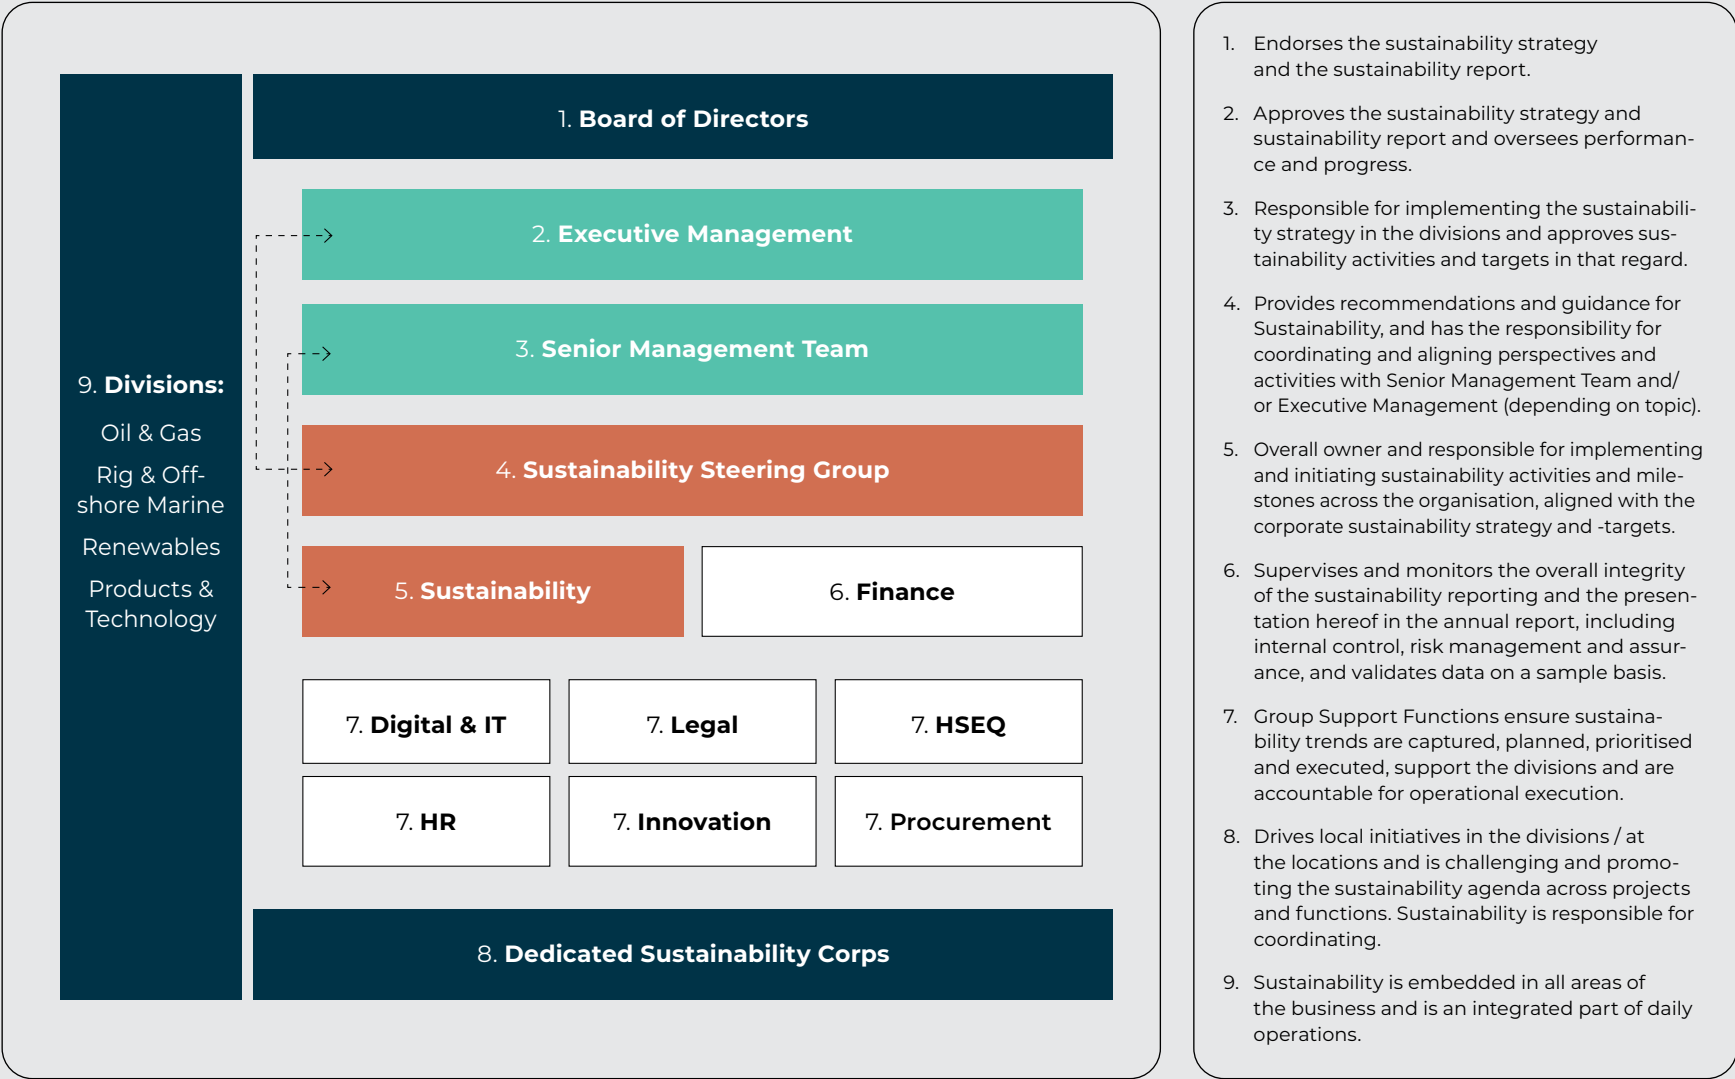 1. Board of Directors
2. Executive Management
3. Senior Management Team
9. Divisions:
Oil & Gas
Rig & Off-
shore Marine
Renewables
Products &
Technology
4. Sustainability Steering Group
5. Sustainability
6. Finance
7. Digital & IT
7. Legal
7. HSEQ
7. HR
7. Innovation
7. Procurement
8. Dedicated Sustainability Corps
1. Endorses the sustainability strategy
and the sustainability report.
2. Approves the sustainability strategy and
sustainability report and oversees performan-
ce and progress.
3. Responsible for implementing the sustainabili-
ty strategy in the divisions and approves sus-
tainability activities and targets in that regard.
4. Provides recommendations and guidance for
Sustainability, and has the responsibility for
coordinating and aligning perspectives and
activities with Senior Management Team and/
or Executive Management (depending on topic).
5. Overall owner and responsible for implementing
and initiating sustainability activities and mile-
stones across the organisation, aligned with the
corporate sustainability strategy and -targets.
6. Supervises and monitors the overall integrity
of the sustainability reporting and the presen-
tation hereof in the annual report, including
internal control, risk management and assur-
ance, and validates data on a sample basis.
7. Group Support Functions ensure sustaina-
bility trends are captured, planned, prioritised
and executed, support the divisions and are
accountable for operational execution.
8. Drives local initiatives in the divisions / at
the locations and is challenging and promo-
ting the sustainability agenda across projects
and functions. Sustainability is responsible for
coordinating.
9. Sustainability is embedded in all areas of
the business and is an integrated part of daily
operations.